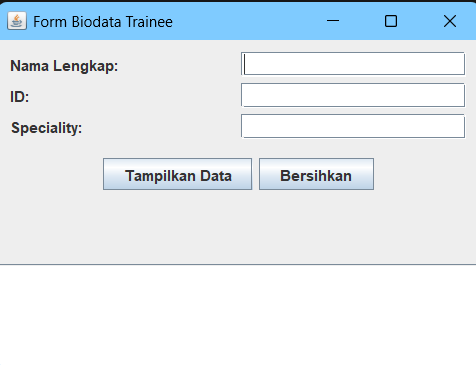 Form Biodata Trainee
Nama Lengkap:
ID:
Speciality:
Tampilkan Data Bersihkan